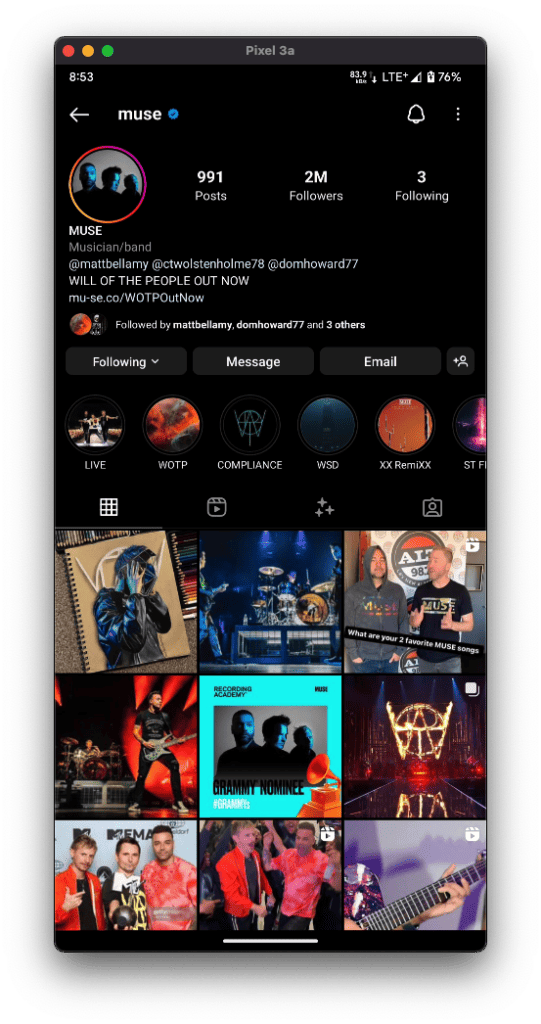 Pixel 3a
8:53
83.9 LTE+ 76%
muse
991
2M
3
Posts
Followers
Following
MUSE
Musician/band
@mattbellamy @ctwolstenholme78 @domhoward77
WILL OF THE PEOPLE OUT NOW
mu-se.co/WOTPOutNow
Followed by mattbellamy, domhoward77 and 3 others
Following
Message
Email
MUSE
LIVE
WOTP
COMPLIANCE
WSD
XX RemiXX
ST FI
ALT
98.7
MUSE
MUSE
What are your 2 favorite MUSE songs
ALT
RECORDING
ACADEMY
MUSE
GRAMMY NOMINEE
#GRAMMYs
EMA